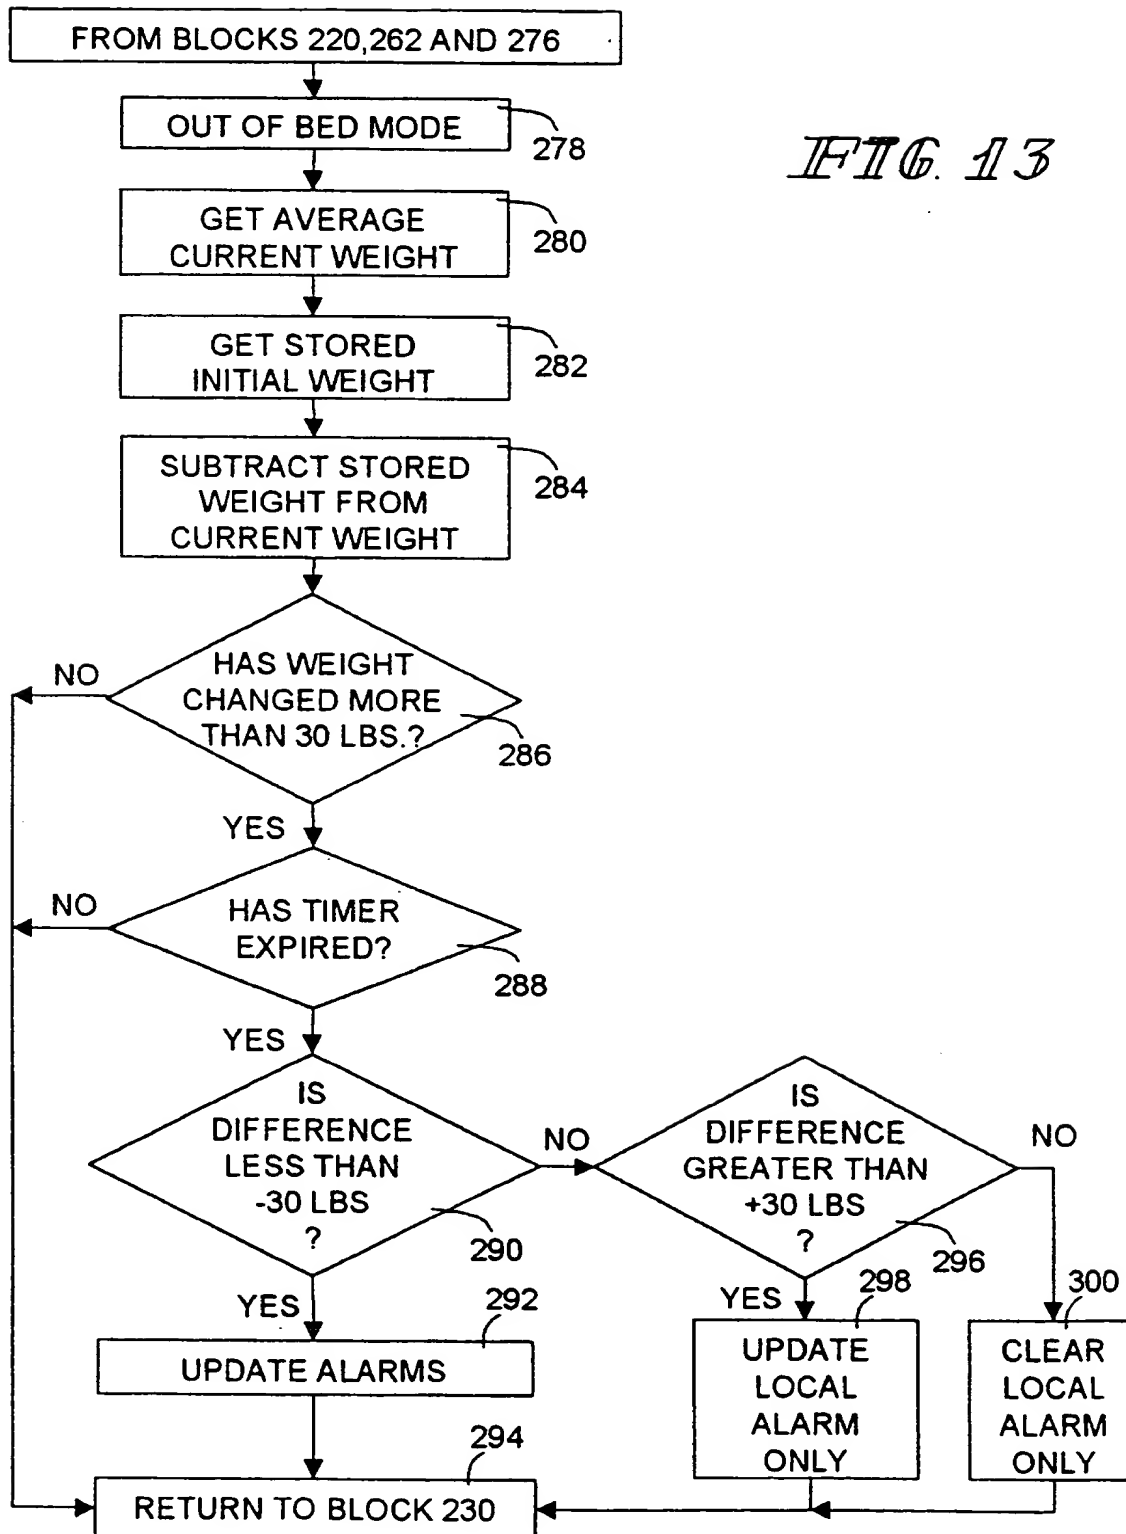 FROM BLOCKS 220,262 AND 276
OUT OF BED MODE
278
FIG. 13
GET AVERAGE
CURRENT WEIGHT
280
GET STORED
INITIAL WEIGHT
282
SUBTRACT STORED
WEIGHT FROM
CURRENT WEIGHT
284
HAS WEIGHT
CHANGED MORE
THAN 30 LBS.?
286
NO
YES
HAS TIMER
EXPIRED?
288
NO
YES
IS
DIFFERENCE
LESS THAN
-30 LBS
?
290
NO
YES
IS
DIFFERENCE
GREATER THAN
+30 LBS
?
296
NO
YES
292
UPDATE ALARMS
298
UPDATE
LOCAL
ALARM
ONLY
300
CLEAR
LOCAL
ALARM
ONLY
294
RETURN TO BLOCK 230